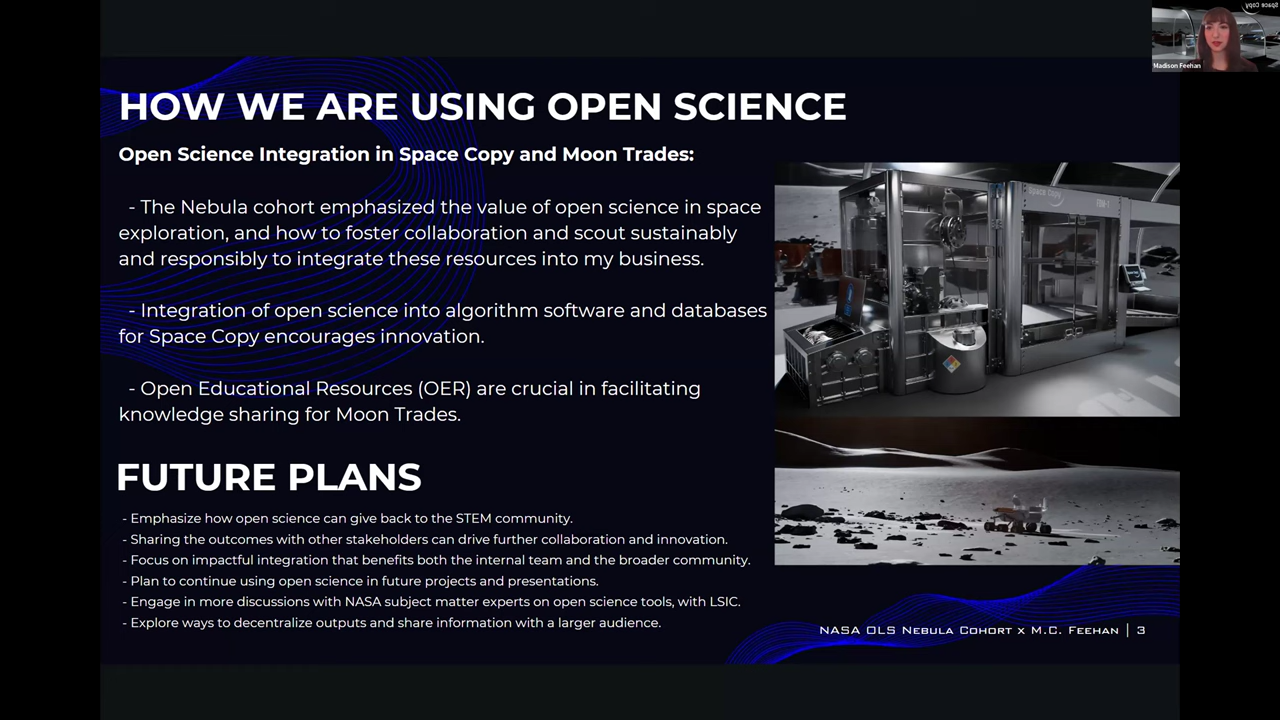 Space Copy
Madison Feehan
HOW WE ARE USING OPEN SCIENCE
Open Science Integration in Space Copy and Moon Trades:
- The Nebula cohort emphasized the value of open science in space
exploration, and how to foster collaboration and scout sustainably
and responsibly to integrate these resources into my business.
- Integration of open science into algorithm software and databases
for Space Copy encourages innovation.
- Open Educational Resources (OER) are crucial in facilitating
knowledge sharing for Moon Trades.
Space Copy
FUTURE PLANS
- Emphasize how open science can give back to the STEM community.
- Sharing the outcomes with other stakeholders can drive further collaboration and innovation.
- Focus on impactful integration that benefits both the internal team and the broader community.
- Plan to continue using open science in future projects and presentations.
- Engage in more discussions with NASA subject matter experts on open science tools, with LSIC.
- Explore ways to decentralize outputs and share information with a larger audience.
NASA OLS Nebula Cohort x M.C. Feehan | 3